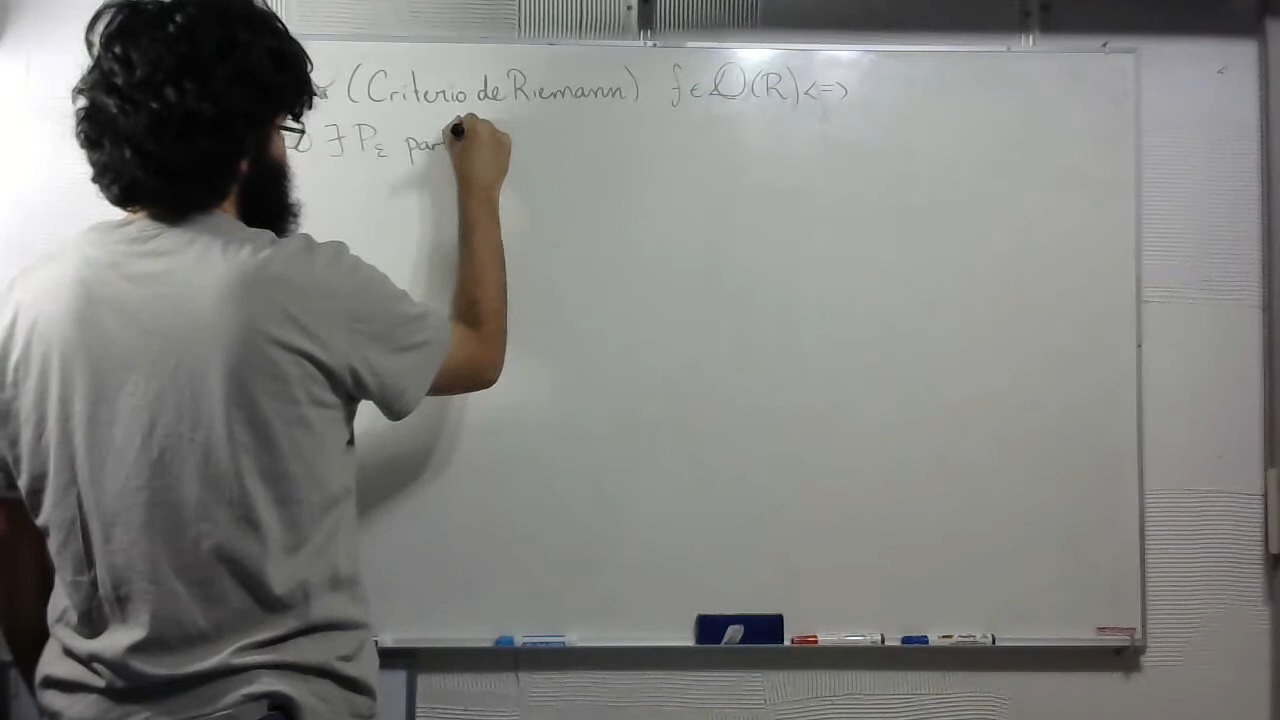 (Criterio de Riemann) f ∈ 𝓡(R) <=>
∃ Pε par